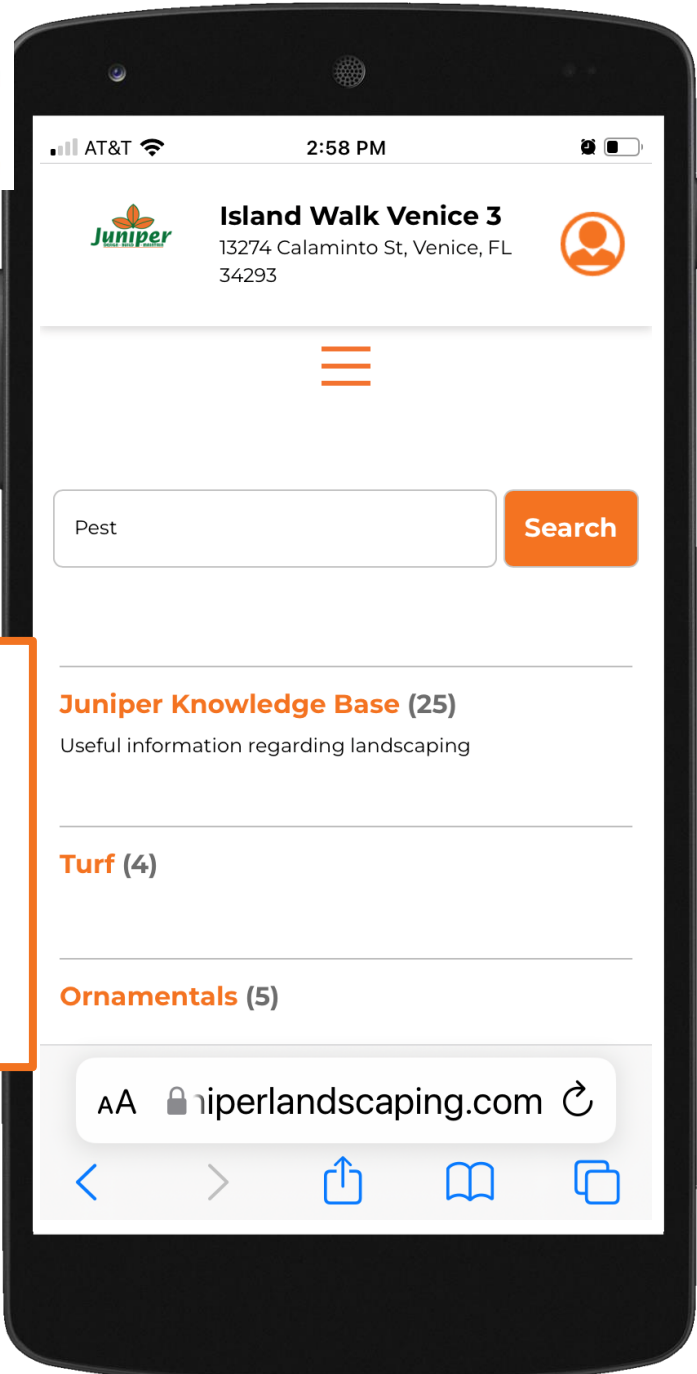 AT&T 2:58 PM
Juniper
Island Walk Venice 3
13274 Calaminto St, Venice, FL
34293
Pest
Search
Juniper Knowledge Base (25)
Useful information regarding landscaping
Turf (4)
Ornamentals (5)
AA niperlandscaping.com